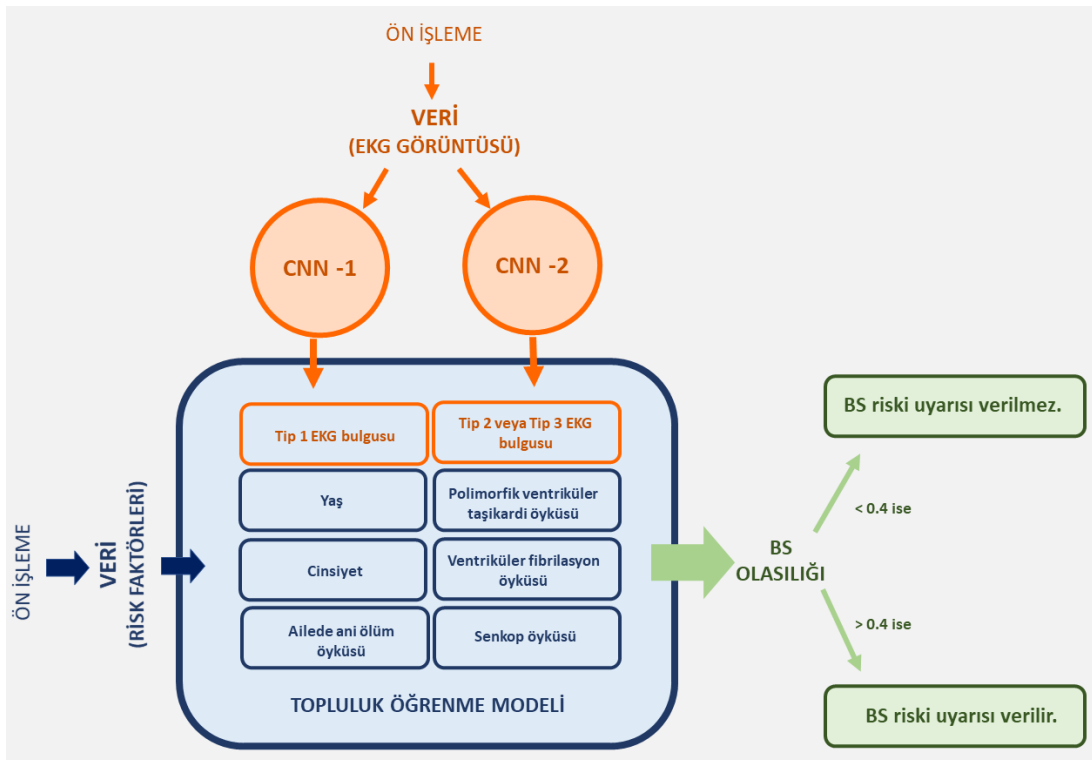 ÖN İŞLEME
VERİ
(EKG GÖRÜNTÜSÜ)
CNN -1
CNN -2
Tip 1 EKG bulgusu
Tip 2 veya Tip 3 EKG
bulgusu
Yaş
Polimorfik ventriküler
taşikardi öyküsü
Cinsiyet
Ventriküler fibrilasyon
öyküsü
Ailede ani ölüm
öyküsü
Senkop öyküsü
TOPLULUK ÖĞRENME MODELİ
ÖN İŞLEME
VERİ
(RİSK FAKTÖRLERİ)
BS
OLASILIĞI
< 0.4 ise
> 0.4 ise
BS riski uyarısı verilmez.
BS riski uyarısı verilir.